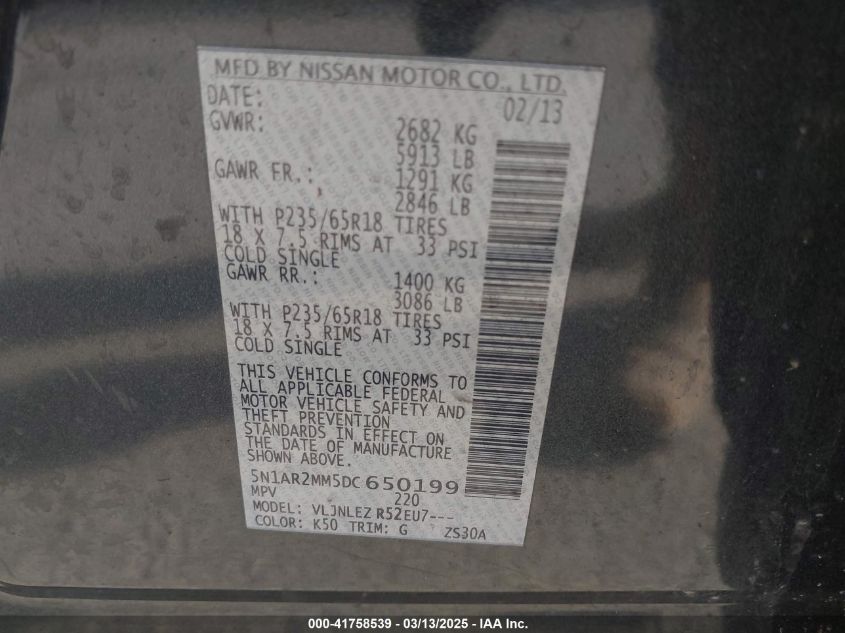 MFD BY NISSAN MOTOR CO., LTD.
DATE: 02/13
GVWR: 2682 KG
5913 LB
GAWR FR.: 1291 KG
2846 LB
WITH P235/65R18 TIRES
18 X 7.5 RIMS AT 33 PSI
COLD SINGLE
GAWR RR.: 1400 KG
3086 LB
WITH P235/65R18 TIRES
18 X 7.5 RIMS AT 33 PSI
COLD SINGLE
THIS VEHICLE CONFORMS TO
ALL APPLICABLE FEDERAL
MOTOR VEHICLE SAFETY AND
THEFT PREVENTION
STANDARDS IN EFFECT ON
THE DATE OF MANUFACTURE
SHOWN ABOVE.
5N1AR2MM5DC650199
MPV 220
MODEL: VLJNLEZ R52EU7---
COLOR: K50 TRIM: G ZS30A
000-41758539 - 03/13/2025 - IAA Inc.